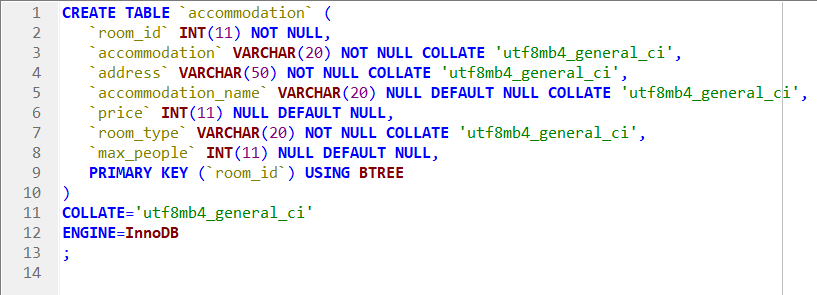 1 CREATE TABLE `accommodation` (
2 `room_id` INT(11) NOT NULL,
3 `accommodation` VARCHAR(20) NOT NULL COLLATE 'utf8mb4_general_ci',
4 `address` VARCHAR(50) NOT NULL COLLATE 'utf8mb4_general_ci',
5 `accommodation_name` VARCHAR(20) NULL DEFAULT NULL COLLATE 'utf8mb4_general_ci',
6 `price` INT(11) NULL DEFAULT NULL,
7 `room_type` VARCHAR(20) NOT NULL COLLATE 'utf8mb4_general_ci',
8 `max_people` INT(11) NULL DEFAULT NULL,
9 PRIMARY KEY (`room_id`) USING BTREE
10 )
11 COLLATE='utf8mb4_general_ci'
12 ENGINE=InnoDB
13 ;
14